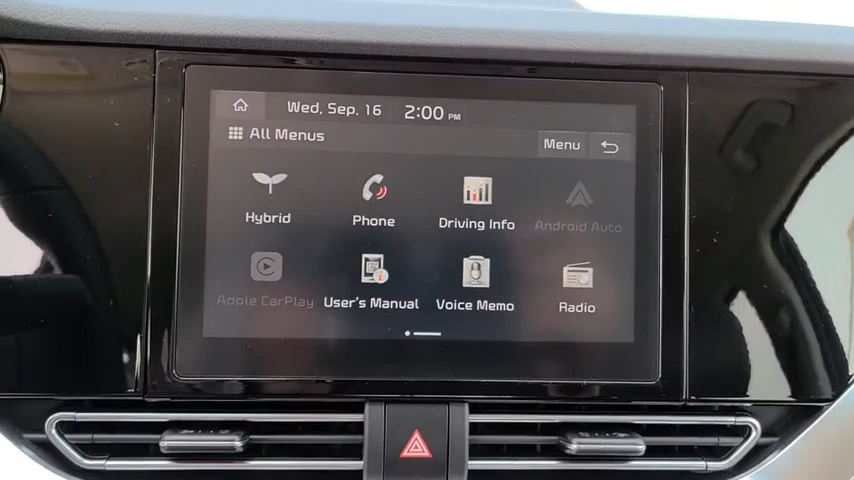 Wed, Sep. 16 2:00 PM
All Menus Menu
Hybrid Phone Driving Info Android Auto
Apple CarPlay User's Manual Voice Memo Radio